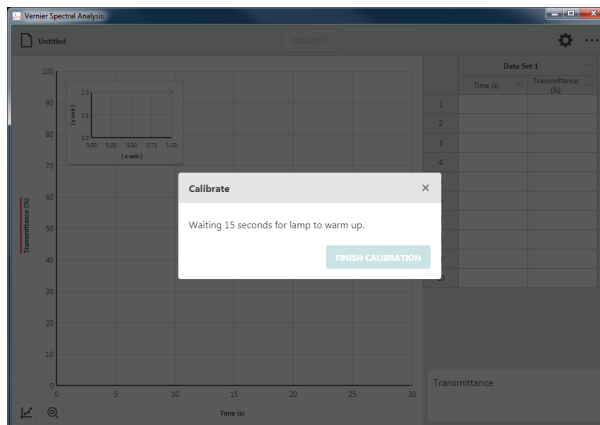 Vernier Spectral Analysis
Untitled
COLLECT
...
100
90
80
70
60
50
40
30
20
10
0
Transmittance (%)
0
5
10
15
20
25
30
Time (s)
1.0
0.5
0.0
[ y-axis ]
0.00 0.25 0.50 0.75 1.00
[ x-axis ]
Data Set 1 ...
Time (s) ...
Transmittance ...
(%)
1
2
3
4
Calibrate
Waiting 15 seconds for lamp to warm up.
FINISH CALIBRATION
Transmittance